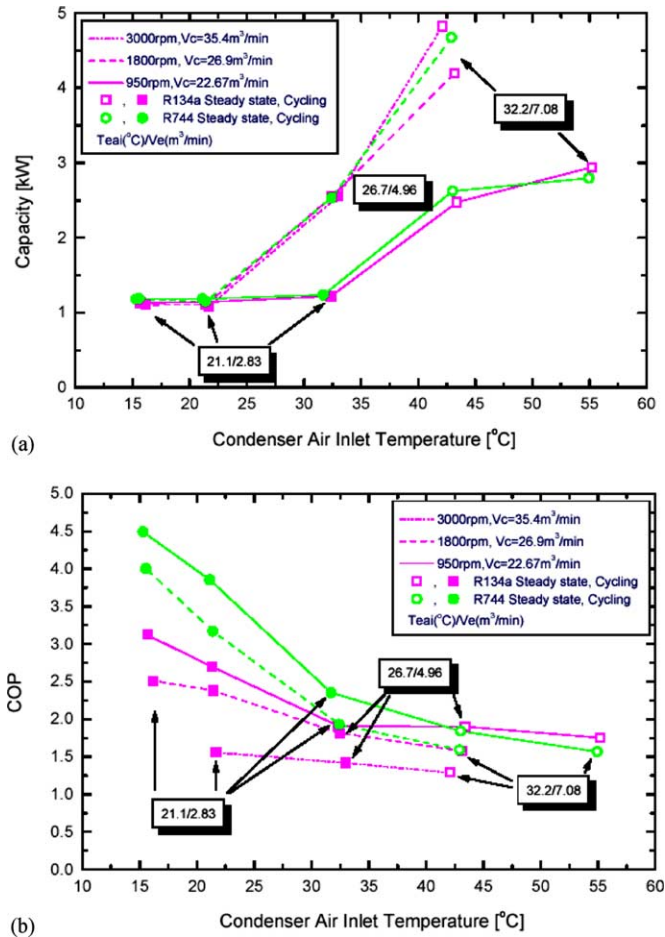 5
4
3
2
1
0
Capacity [kW]
3000rpm,Vc=35.4m³/min
1800rpm,Vc=26.9m³/min
950rpm,Vc=22.67m³/min
, R134a Steady state, Cycling
, R744 Steady state, Cycling
Teai(°C)/Ve(m³/min)
32.2/7.08
26.7/4.96
21.1/2.83
10 15 20 25 30 35 40 45 50 55 60
(a) Condenser Air Inlet Temperature [°C]
5.0
4.5
4.0
3.5
3.0
2.5
2.0
1.5
1.0
0.5
0.0
COP
3000rpm,Vc=35.4m³/min
1800rpm,Vc=26.9m³/min
950rpm,Vc=22.67m³/min
, R134a Steady state, Cycling
, R744 Steady state, Cycling
Teai(°C)/Ve(m³/min)
26.7/4.96
21.1/2.83
32.2/7.08
10 15 20 25 30 35 40 45 50 55 60
(b) Condenser Air Inlet Temperature [°C]